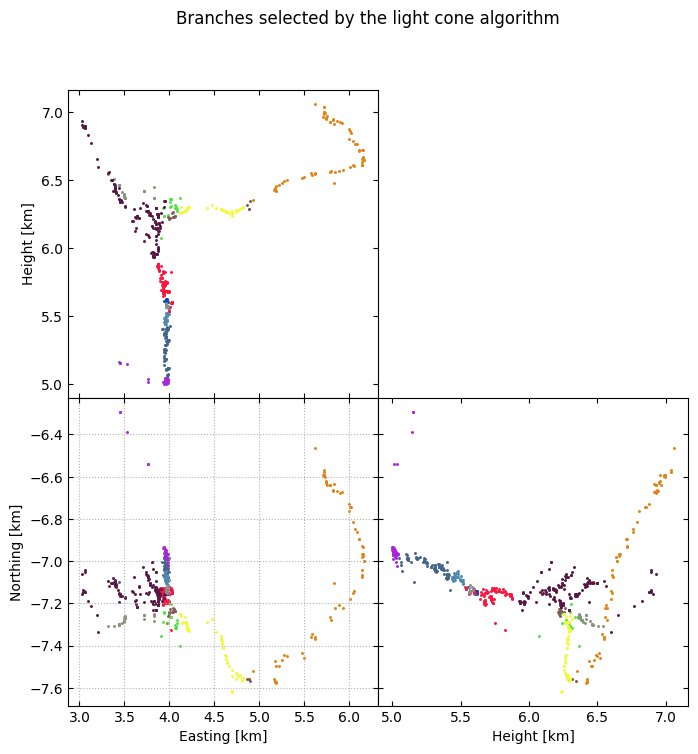 Branches selected by the light cone algorithm
7.0
6.5
6.0
5.5
5.0
Height [km]
−6.4
−6.6
−6.8
−7.0
−7.2
−7.4
−7.6
Northing [km]
3.0 3.5 4.0 4.5 5.0 5.5 6.0 5.0 5.5 6.0 6.5 7.0
Easting [km] Height [km]